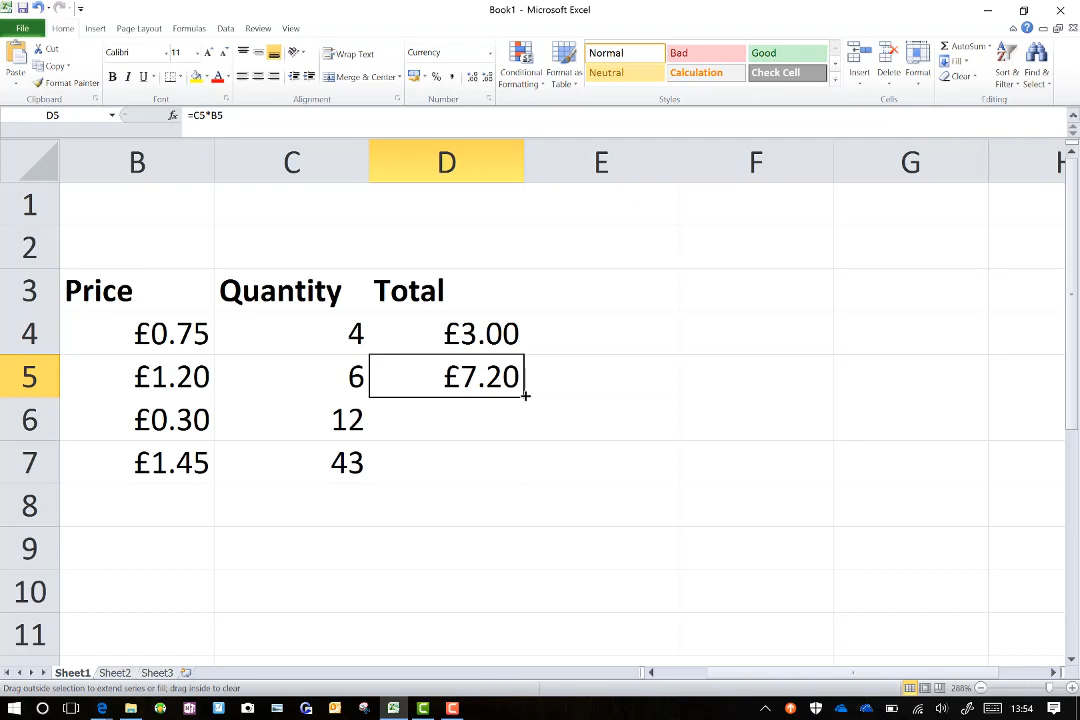 Book1 - Microsoft Excel
File Home Insert Page Layout Formulas Data Review View
Cut
Copy
Format Painter
Paste
Clipboard
Calibri 11
B I U
Font
Wrap Text
Merge & Center
Alignment
Currency
Number
Conditional Formatting
Format as Table
Normal Bad Good
Neutral Calculation Check Cell
Styles
Insert Delete Format
Cells
AutoSum
Fill
Clear
Sort & Filter
Find & Select
Editing
D5 fx =C5*B5
B C D E F G H
1
2
3 Price Quantity Total
4 £0.75 4 £3.00
5 £1.20 6 £7.20
6 £0.30 12
7 £1.45 43
8
9
10
11
Sheet1 Sheet2 Sheet3
Drag outside selection to extend series or fill; drag inside to clear 288%
13:54